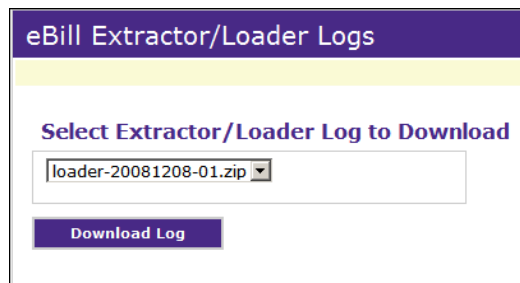 eBill Extractor/Loader Logs
Select Extractor/Loader Log to Download
loader-20081208-01.zip
Download Log